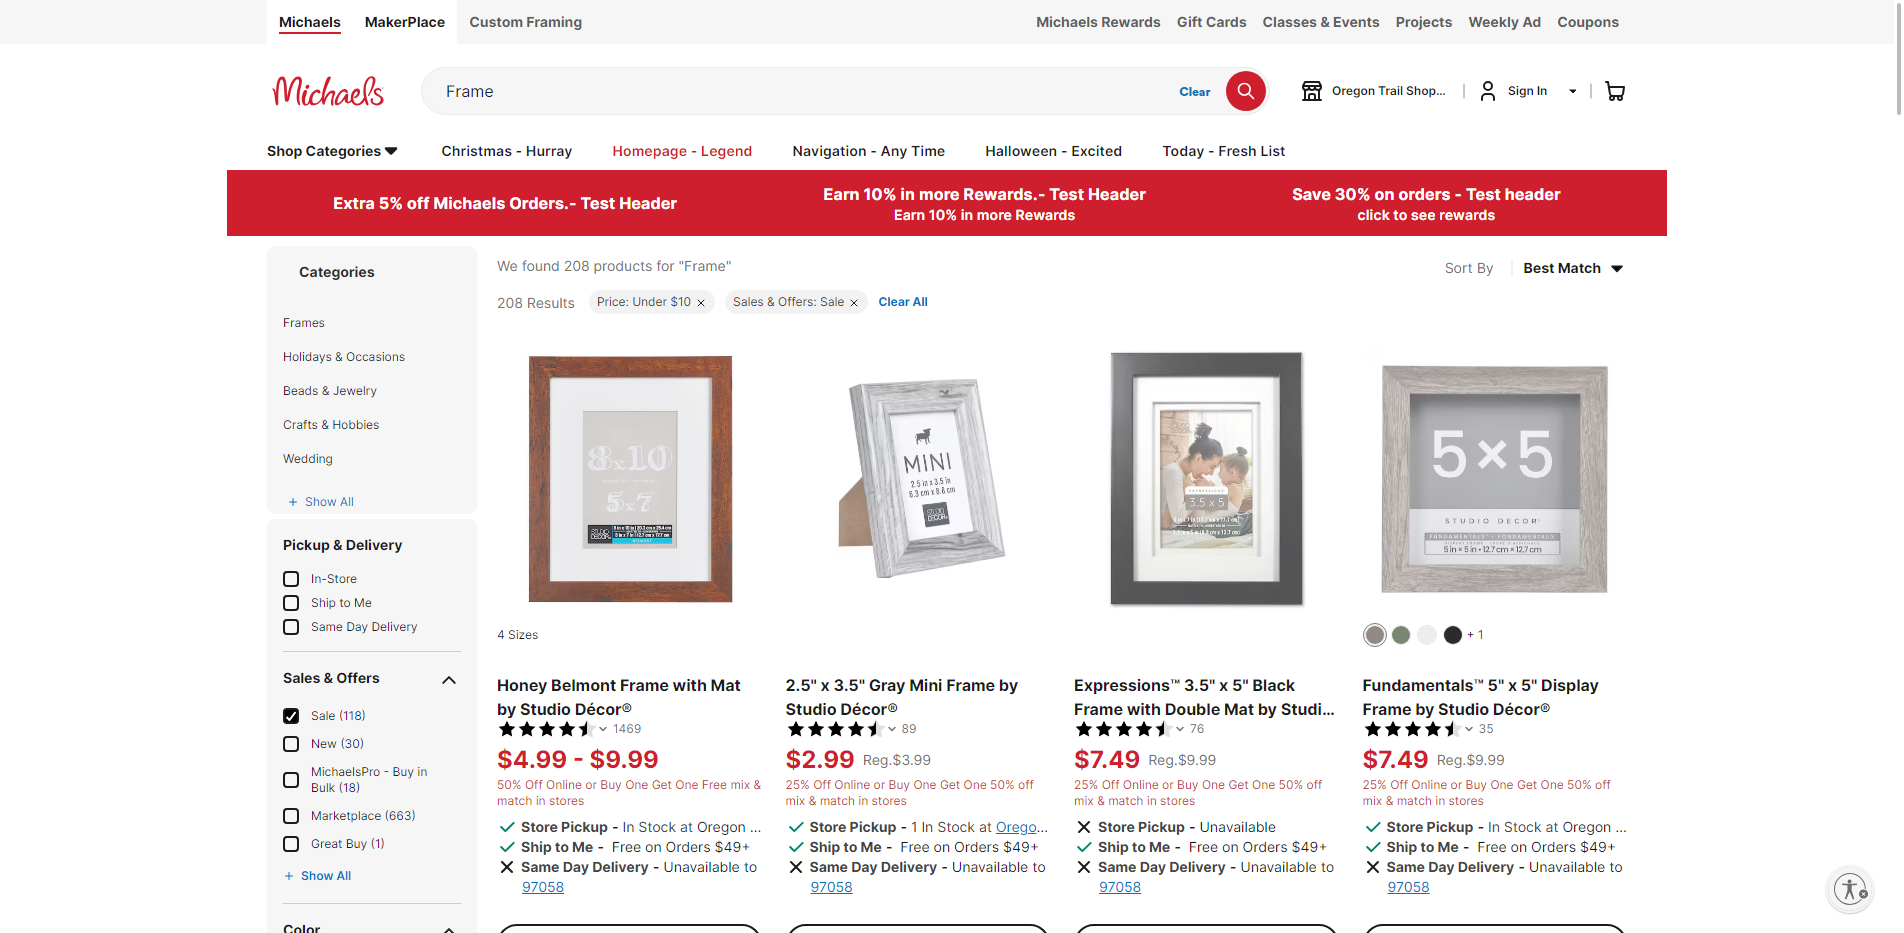 Michaels
MakerPlace
Custom Framing
Michaels Rewards
Gift Cards
Classes & Events
Projects
Weekly Ad
Coupons
Michaels
Frame
Clear
Oregon Trail Shop...
Sign In
Shop Categories
Christmas - Hurray
Homepage - Legend
Navigation - Any Time
Halloween - Excited
Today - Fresh List
Extra 5% off Michaels Orders.- Test Header
Earn 10% in more Rewards.- Test Header
Earn 10% in more Rewards
Save 30% on orders - Test header
click to see rewards
Categories
Frames
Holidays & Occasions
Beads & Jewelry
Crafts & Hobbies
Wedding
+ Show All
Pickup & Delivery
In-Store
Ship to Me
Same Day Delivery
Sales & Offers
Sale (118)
New (30)
MichaelsPro - Buy in
Bulk (18)
Marketplace (663)
Great Buy (1)
+ Show All
Color
We found 208 products for "Frame"
Sort By
Best Match
208 Results
Price: Under $10
Sales & Offers: Sale
Clear All
8x10
5x7
4 Sizes
Honey Belmont Frame with Mat
by Studio Décor®
1469
$4.99 - $9.99
50% Off Online or Buy One Get One Free mix &
match in stores
Store Pickup - In Stock at Oregon ...
Ship to Me - Free on Orders $49+
Same Day Delivery - Unavailable to
97058
MINI
2.5 in x 3.5 in
6.3 cm x 8.8 cm
STUDIO
DECOR
2.5" x 3.5" Gray Mini Frame by
Studio Décor®
89
$2.99 Reg.$3.99
25% Off Online or Buy One Get One 50% off
mix & match in stores
Store Pickup - 1 In Stock at Orego...
Ship to Me - Free on Orders $49+
Same Day Delivery - Unavailable to
97058
EXPRESSIONS
3.5 x 5
Expressions™ 3.5" x 5" Black
Frame with Double Mat by Studi...
76
$7.49 Reg.$9.99
25% Off Online or Buy One Get One 50% off
mix & match in stores
Store Pickup - Unavailable
Ship to Me - Free on Orders $49+
Same Day Delivery - Unavailable to
97058
5×5
STUDIO DECOR®
FUNDAMENTALS • FONDAMENTAUX
5 in × 5 in • 12.7 cm × 12.7 cm
+ 1
Fundamentals™ 5" x 5" Display
Frame by Studio Décor®
35
$7.49 Reg.$9.99
25% Off Online or Buy One Get One 50% off
mix & match in stores
Store Pickup - In Stock at Oregon ...
Ship to Me - Free on Orders $49+
Same Day Delivery - Unavailable to
97058